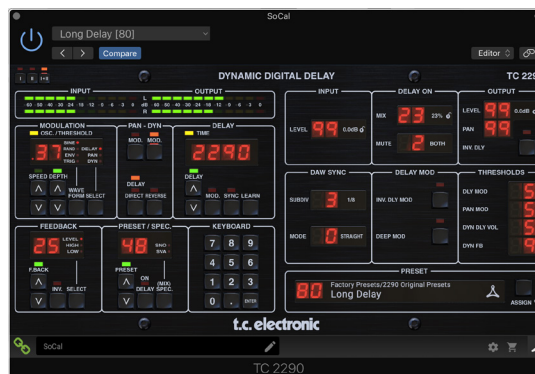 SoCal
Long Delay [80]
Compare
Editor
I II I+II
DYNAMIC DIGITAL DELAY
TC 2290
INPUT OUTPUT
L
-60 -50 -40 -30 -24 -18 -12 -6 -3 0 dB -60 -50 -40 -30 -24 -18 -12 -6 -3 0
R
MODULATION PAN - DYN DELAY
OSC. / THRESHOLD
MOD. MOD.
TIME
.37
SINE
RAND DELAY
ENV PAN
TRIG DYN
2290
SPEED DEPTH
WAVE FORM SELECT
DELAY
DIRECT REVERSE
DELAY
MOD. SYNC LEARN
FEEDBACK PRESET / SPEC. KEYBOARD
25
LEVEL
HIGH
LOW
48
SNO
SVA
7 8 9
4 5 6
1 2 3
0 . ENTER
F.BACK
INV. SELECT
PRESET
ON DELAY
(MIX) SPEC.
INPUT
LEVEL 99 0.0dB
DELAY ON
MIX 23 23%
MUTE 2 BOTH
OUTPUT
LEVEL 99 0.0dB
PAN 99
INV. DLY
DAW SYNC
SUBDIV 3 1/8
MODE 0 STRAIGHT
DELAY MOD
INV. DLY MOD
DEEP MOD
THRESHOLDS
DLY MOD 5
PAN MOD 5
DYN DLY VOL 5
DYN FB 9
PRESET
80
Factory Presets/2290 Original Presets
Long Delay
ASSIGN
t.c. electronic
SoCal
TC 2290